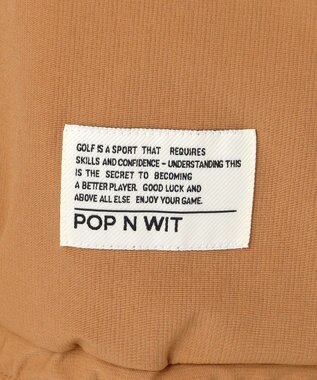 GOLF IS A SPORT THAT REQUIRES
SKILLS AND CONFIDENCE - UNDERSTANDING THIS
IS THE SECRET TO BECOMING
A BETTER PLAYER. GOOD LUCK AND
ABOVE ALL ELSE ENJOY YOUR GAME.
POP N WIT